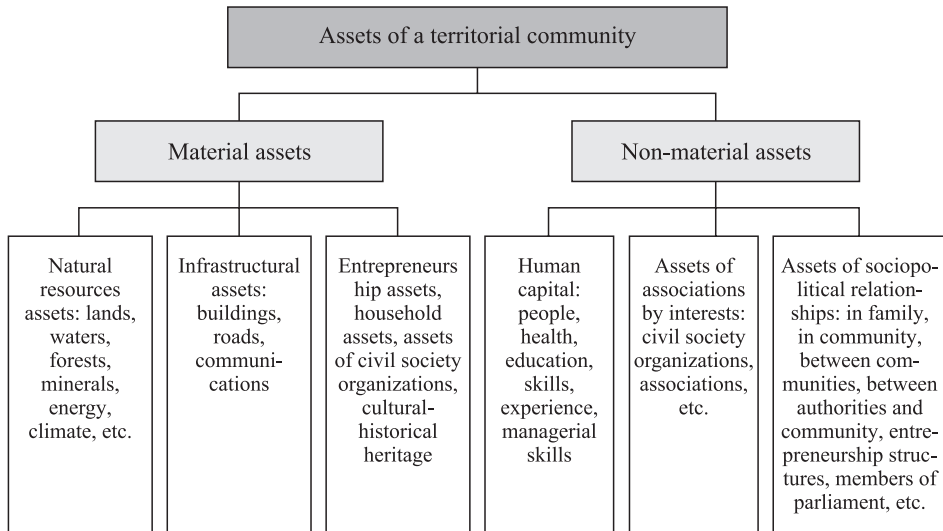 Assets of a territorial community
Material assets
Non-material assets
Natural
resources
assets: lands,
waters,
forests,
minerals,
energy,
climate, etc.
Infrastructural
assets:
buildings,
roads,
communi-
cations
Entrepreneurs
hip assets,
household
assets, assets
of civil society
organizations,
cultural-
historical
heritage
Human
capital:
people,
health,
education,
skills,
experience,
managerial
skills
Assets of
associations
by interests:
civil society
organizations,
associations,
etc.
Assets of sociopo-
litical relation-
ships: in family,
in community,
between com-
munities, between
authorities and
community, entre-
preneurship struc-
tures, members of
parliament, etc.